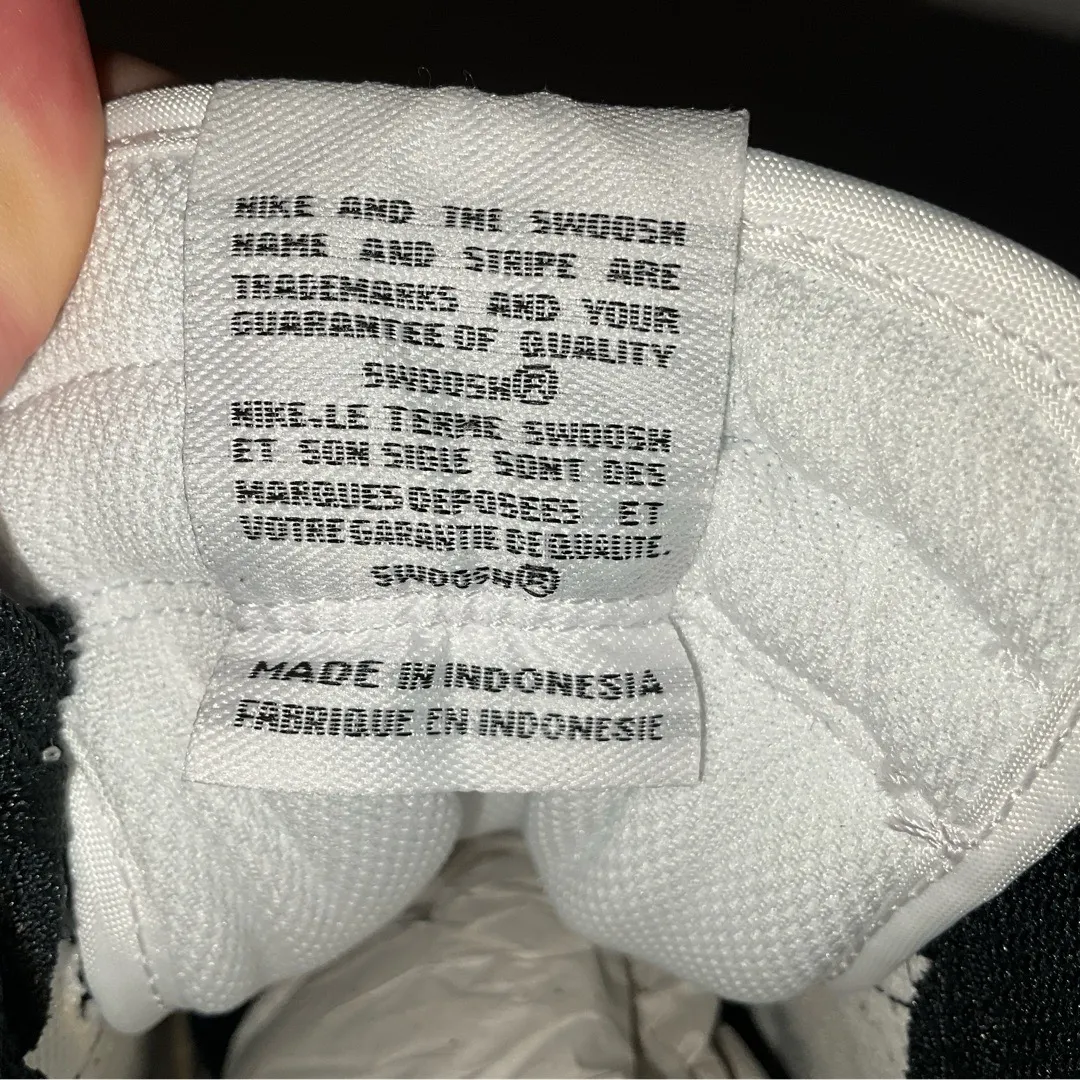 NIKE AND THE SWOOSH
NAME AND STRIPE ARE
TRADEMARKS AND YOUR
GUARANTEE OF QUALITY
SWOOSH®
NIKE.LE TERME SWOOSH
ET SON SIGLE SONT DES
MARQUES DEPOSEES ET
VOTRE GARANTIE DE QUALITE.
SWOOSH®
MADE IN INDONESIA
FABRIQUE EN INDONESIE